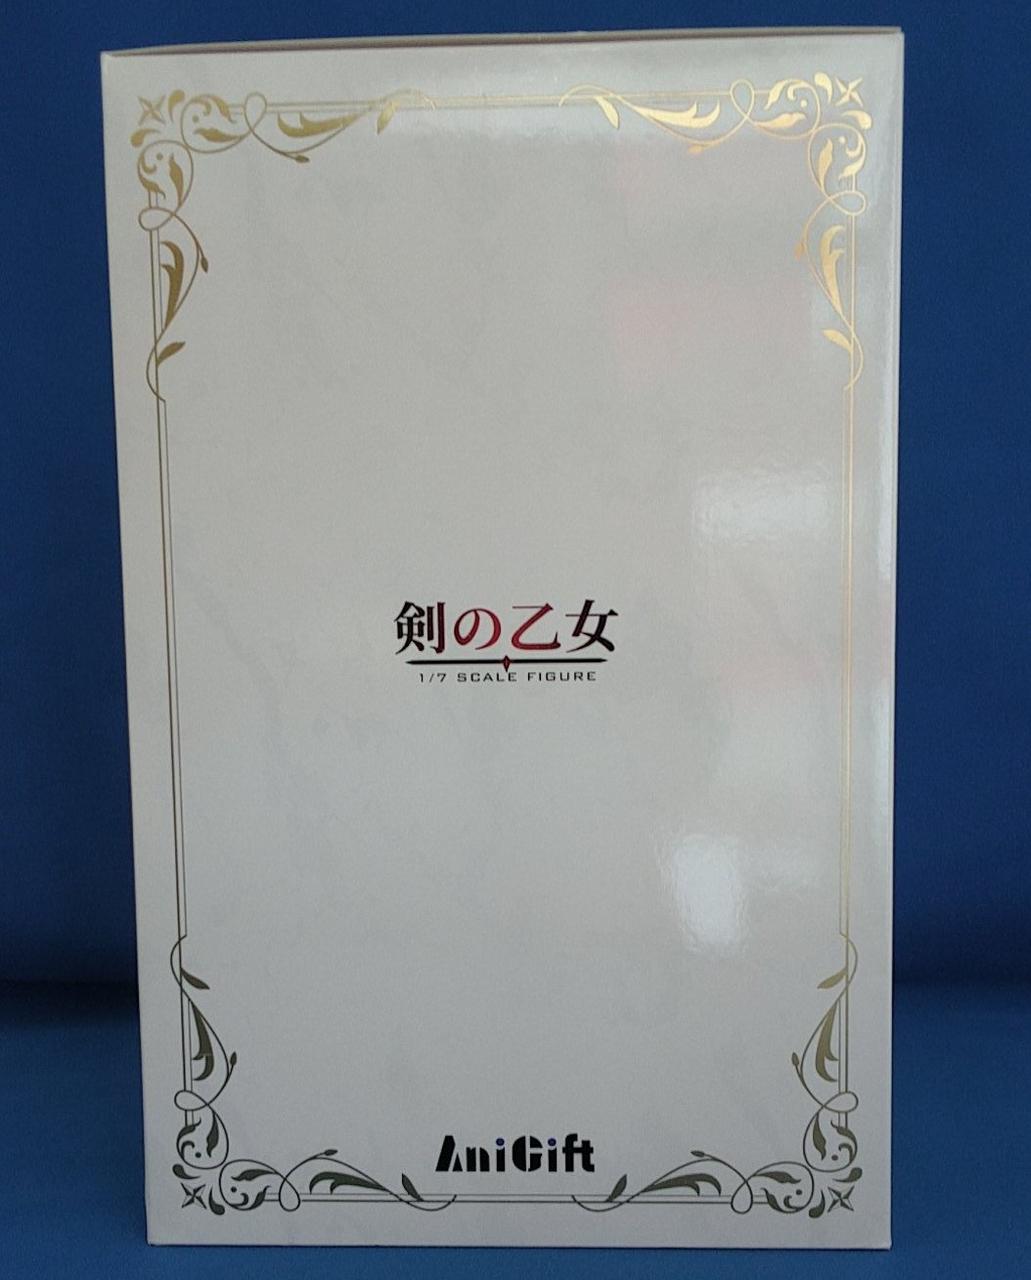 剣の乙女
1/7 SCALE FIGURE
AniGift